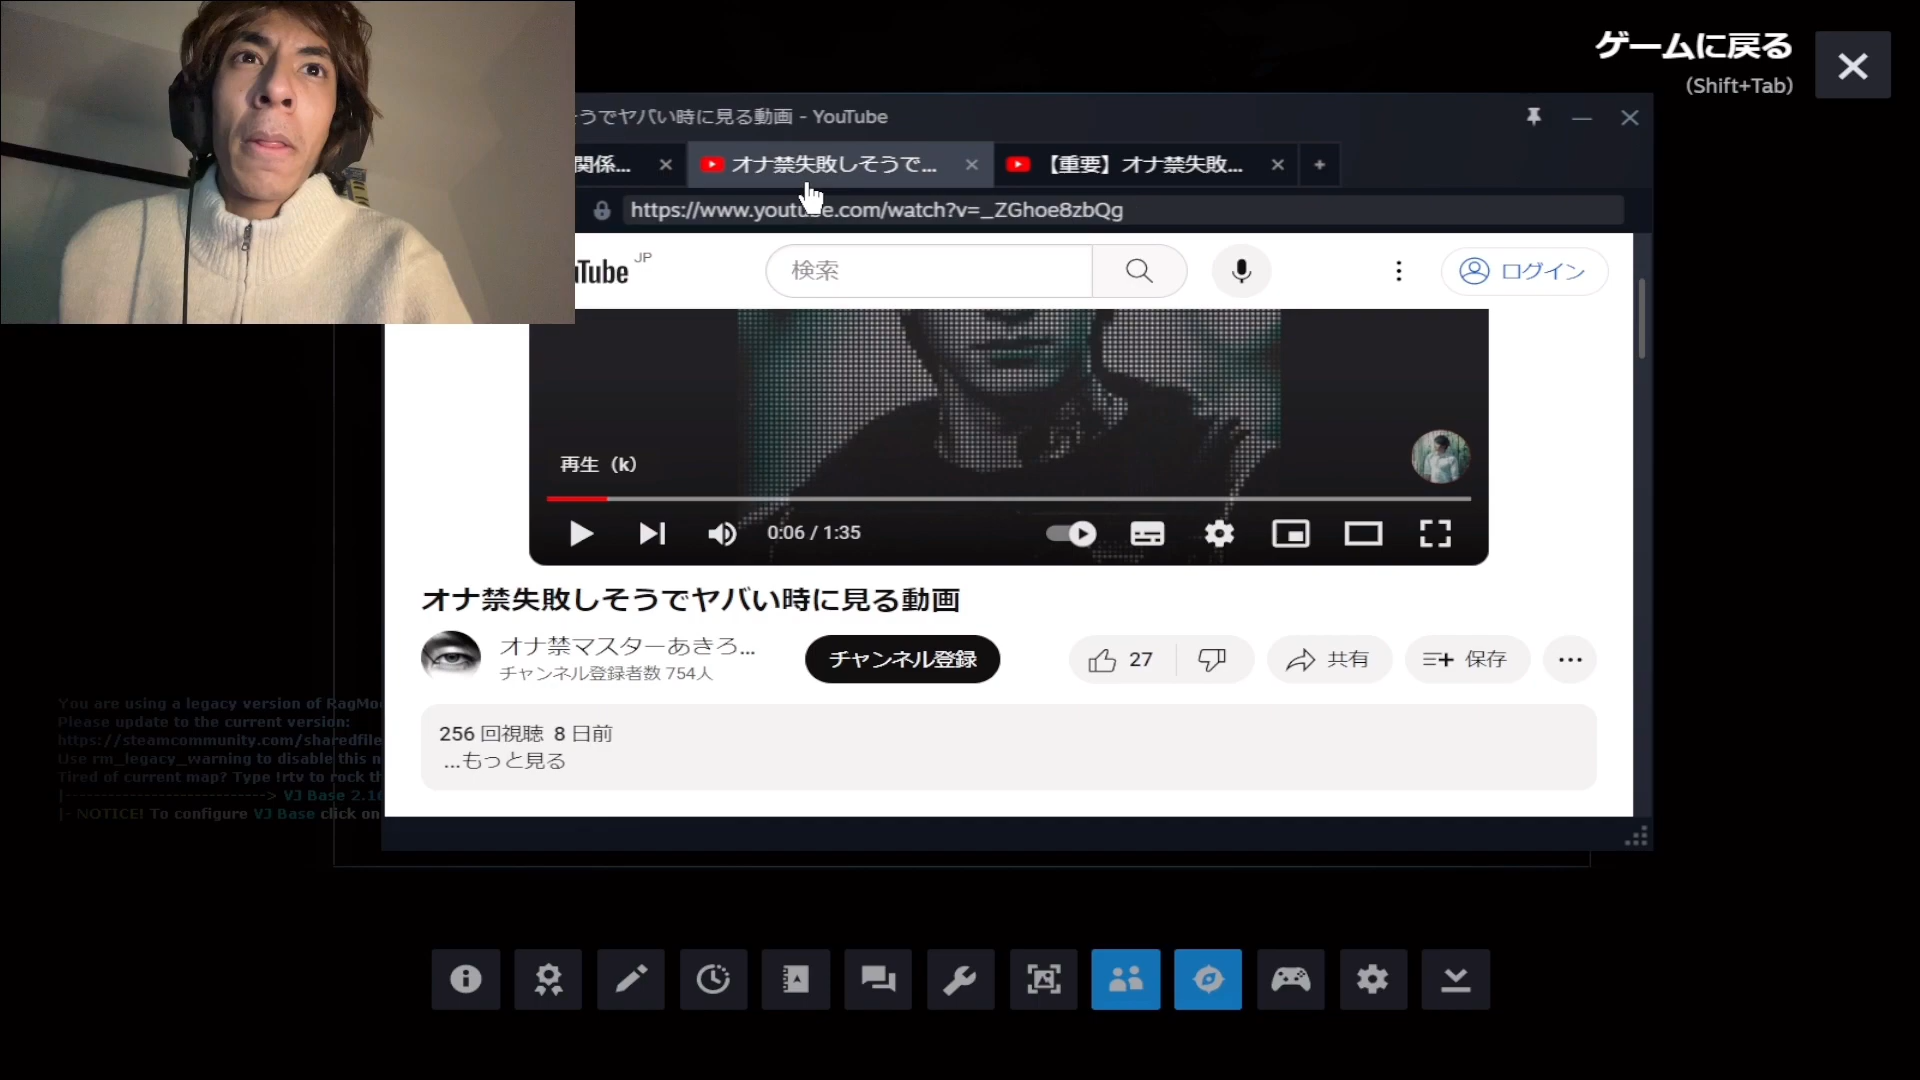 ゲームに戻る
(Shift+Tab)
うでヤバい時に見る動画 - YouTube
関係...
オナ禁失敗しそうで...
【重要】オナ禁失敗...
https://www.youtube.com/watch?v=_ZGhoe8zbQg
uTube JP
検索
ログイン
再生 (k)
0:06 / 1:35
オナ禁失敗しそうでヤバい時に見る動画
オナ禁マスターあきろ...
チャンネル登録者数 754人
チャンネル登録
27
共有
保存
256 回視聴 8 日前
...もっと見る
You are using a legacy version of RagMo
Please update to the current version:
https://steamcommunity.com/sharedfile
Use rm_legacy_warning to disable this n
Tired of current map? Type !rtv to rock th
|--------------------------> VJ Base 2.16
|- NOTICE! To configure VJ Base click on